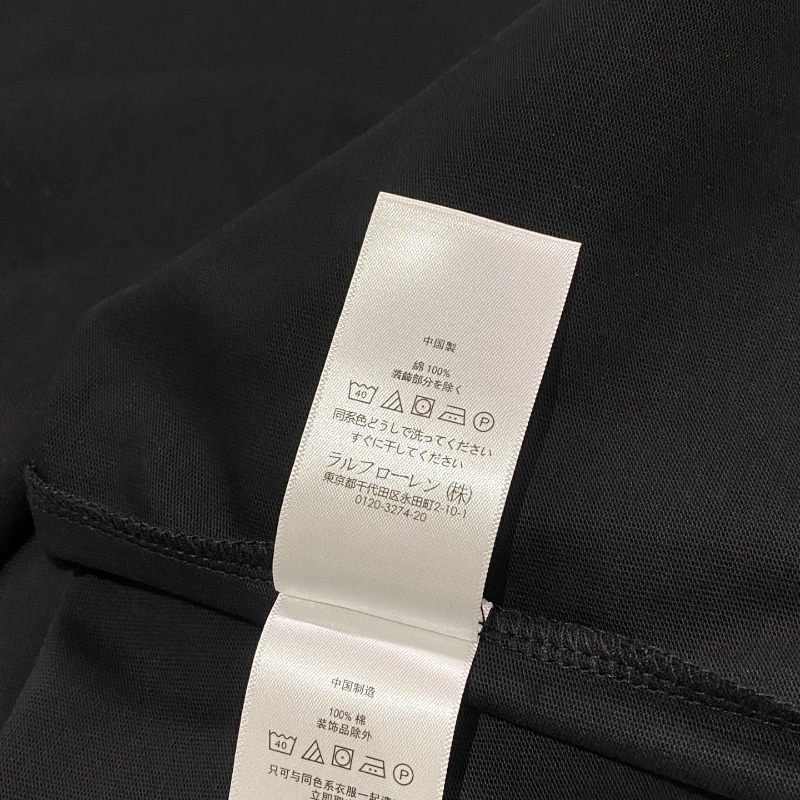 中国製
綿 100%
装飾部分を除く
40 P
同系色どうしで洗ってください
すぐに干してください
ラルフローレン(株)
東京都千代田区永田町2-10-1
0120-3274-20
中国制造
100% 棉
装饰品除外
40 P
只可与同色系衣服一起
立即取